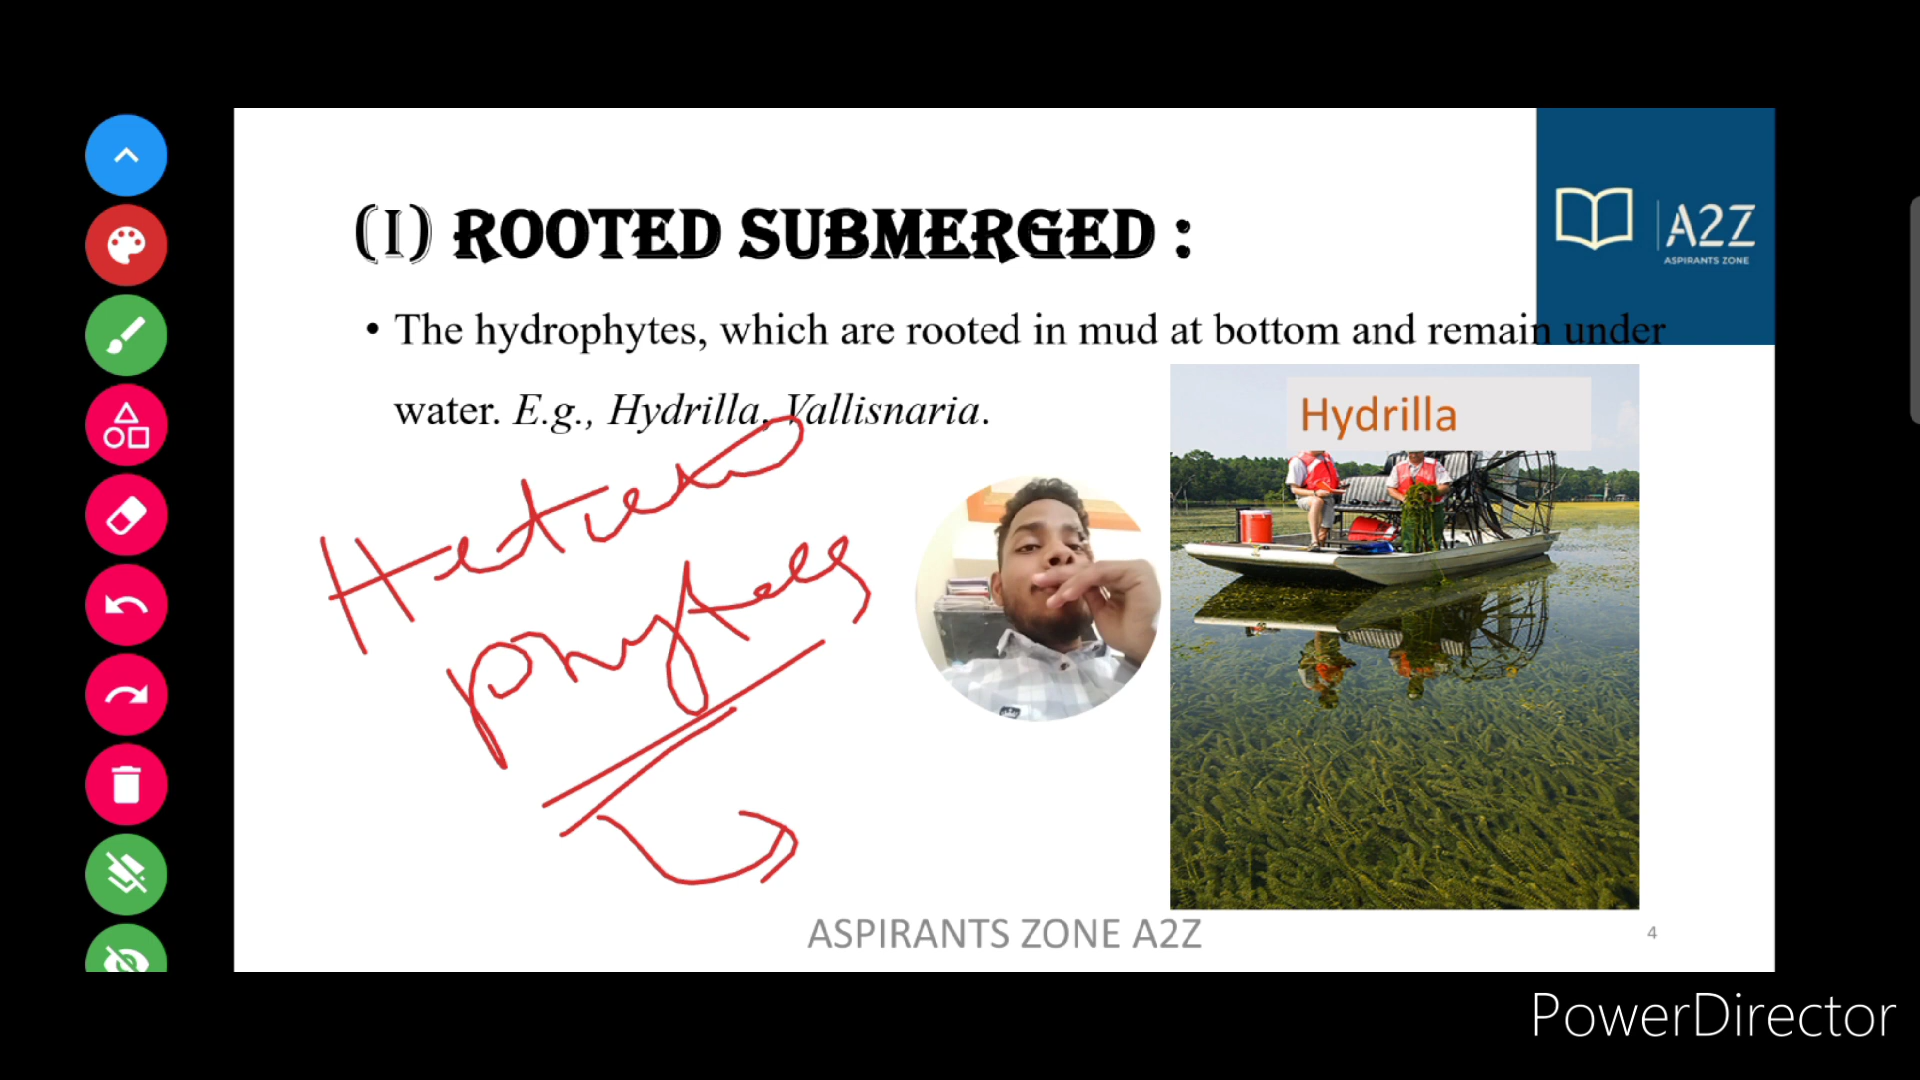 (I) ROOTED SUBMERGED :
A2Z
ASPIRANTS ZONE
• The hydrophytes, which are rooted in mud at bottom and remain under
water. E.g., Hydrilla, Vallisnaria.
Hydrilla
phytes
ASPIRANTS ZONE A2Z
4
PowerDirector